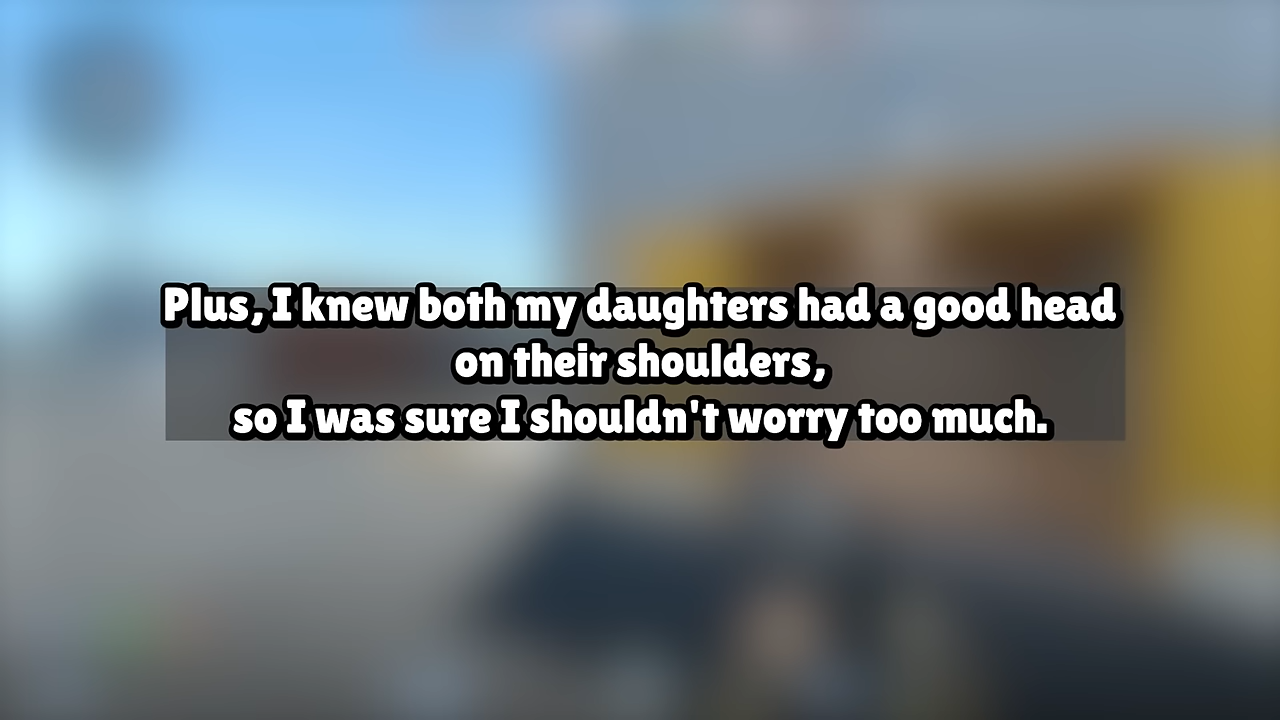 Plus, I knew both my daughters had a good head
on their shoulders,
so I was sure I shouldn't worry too much.